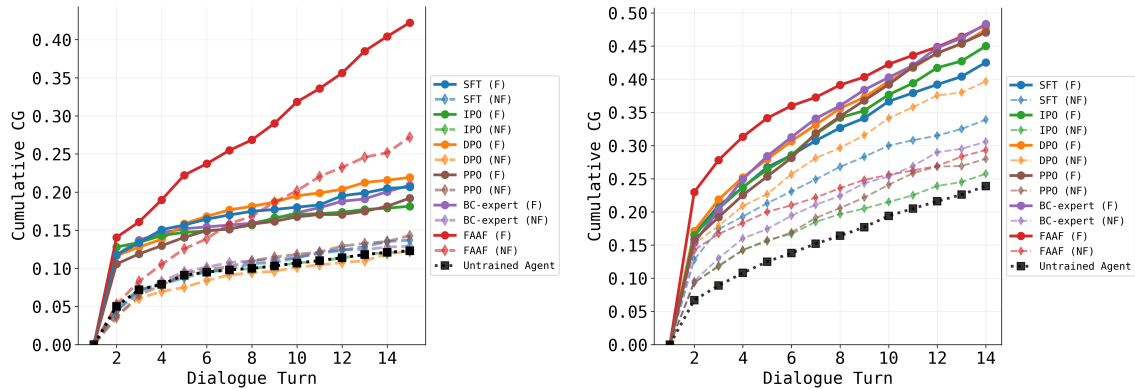 Cumulative CG
0.40
0.35
0.30
0.25
0.20
0.15
0.10
0.05
0.00
2 4 6 8 10 12 14
Dialogue Turn
SFT (F)
SFT (NF)
IPO (F)
IPO (NF)
DPO (F)
DPO (NF)
PPO (F)
PPO (NF)
BC-expert (F)
BC-expert (NF)
FAAF (F)
FAAF (NF)
Untrained Agent
Cumulative CG
0.50
0.45
0.40
0.35
0.30
0.25
0.20
0.15
0.10
0.05
0.00
2 4 6 8 10 12 14
Dialogue Turn
SFT (F)
SFT (NF)
IPO (F)
IPO (NF)
DPO (F)
DPO (NF)
PPO (F)
PPO (NF)
BC-expert (F)
BC-expert (NF)
FAAF (F)
FAAF (NF)
Untrained Agent